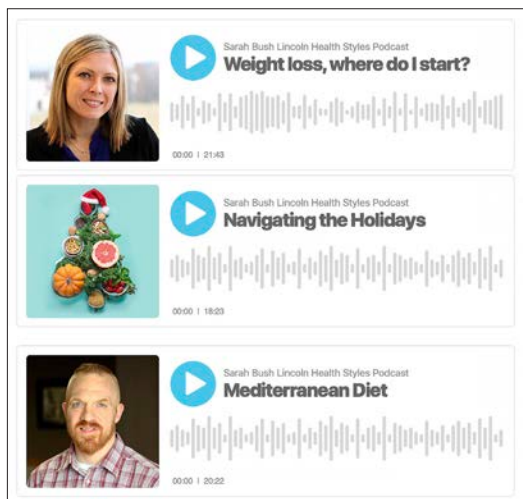 Sarah Bush Lincoln Health Styles Podcast
Weight loss, where do I start?
00:00 | 21:43
Sarah Bush Lincoln Health Styles Podcast
Navigating the Holidays
00:00 | 18:23
Sarah Bush Lincoln Health Styles Podcast
Mediterranean Diet
00:00 | 20:22